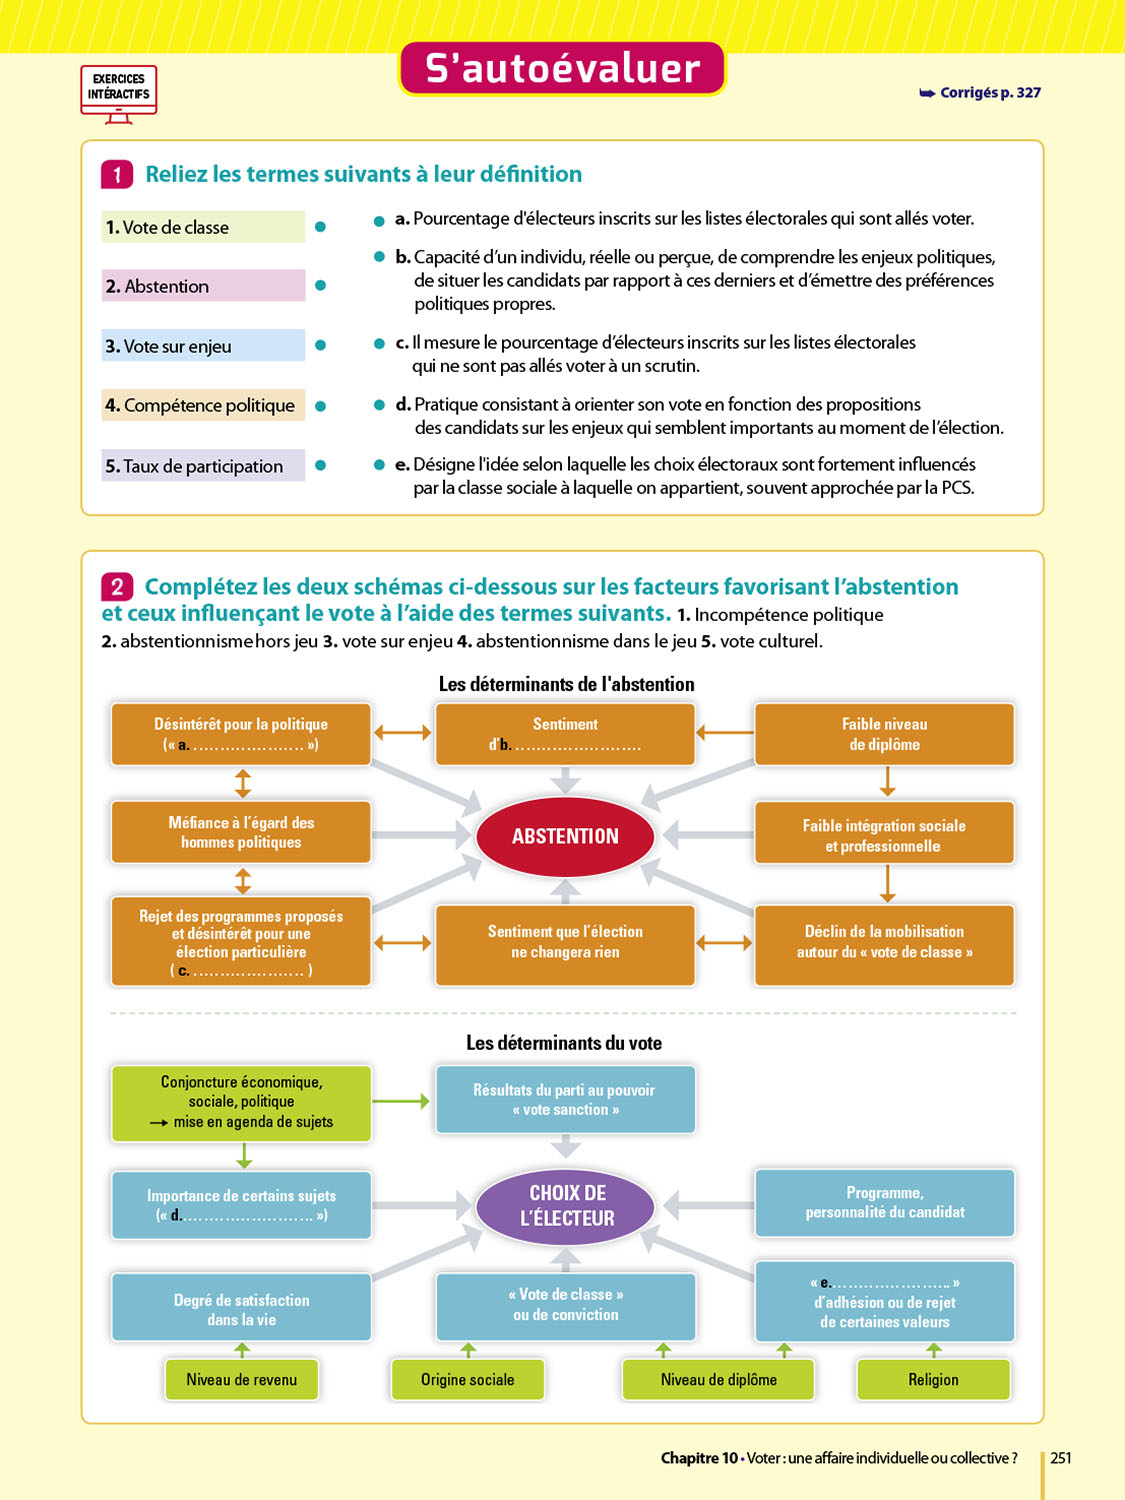 S'autoévaluer
EXERCICES
INTÉRACTIFS
➥ Corrigés p. 327
1 Reliez les termes suivants à leur définition
1. Vote de classe
2. Abstention
3. Vote sur enjeu
4. Compétence politique
5. Taux de participation
a. Pourcentage d'électeurs inscrits sur les listes électorales qui sont allés voter.
b. Capacité d'un individu, réelle ou perçue, de comprendre les enjeux politiques,
de situer les candidats par rapport à ces derniers et d'émettre des préférences
politiques propres.
c. Il mesure le pourcentage d'électeurs inscrits sur les listes électorales
qui ne sont pas allés voter à un scrutin.
d. Pratique consistant à orienter son vote en fonction des propositions
des candidats sur les enjeux qui semblent importants au moment de l'élection.
e. Désigne l'idée selon laquelle les choix électoraux sont fortement influencés
par la classe sociale à laquelle on appartient, souvent approchée par la PCS.
2 Complétez les deux schémas ci-dessous sur les facteurs favorisant l'abstention
et ceux influençant le vote à l'aide des termes suivants. 1. Incompétence politique
2. abstentionnisme hors jeu 3. vote sur enjeu 4. abstentionnisme dans le jeu 5. vote culturel.
Les déterminants de l'abstention
Désintérêt pour la politique
(« a. ..................... »)
Sentiment
d'b. ........................
Faible niveau
de diplôme
Méfiance à l'égard des
hommes politiques
ABSTENTION
Faible intégration sociale
et professionnelle
Rejet des programmes proposés
et désintérêt pour une
élection particulière
( c. ..................... )
Sentiment que l'élection
ne changera rien
Déclin de la mobilisation
autour du « vote de classe »
Les déterminants du vote
Conjoncture économique,
sociale, politique
→ mise en agenda de sujets
Résultats du parti au pouvoir
« vote sanction »
Importance de certains sujets
(« d......................... »)
CHOIX DE
L'ÉLECTEUR
Programme,
personnalité du candidat
Degré de satisfaction
dans la vie
« Vote de classe »
ou de conviction
« e....................... »
d'adhésion ou de rejet
de certaines valeurs
Niveau de revenu
Origine sociale
Niveau de diplôme
Religion
Chapitre 10 • Voter : une affaire individuelle ou collective ? 251